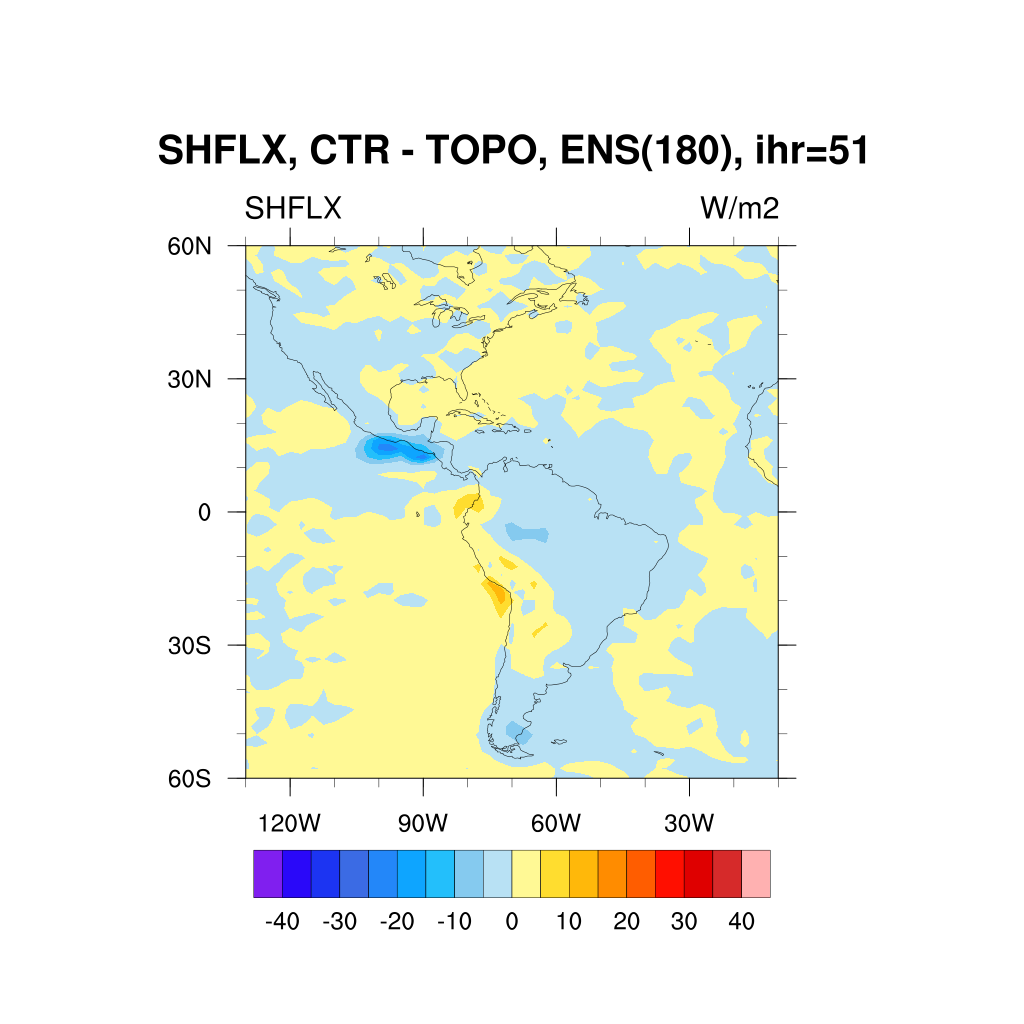 SHFLX, CTR - TOPO, ENS(180), ihr=51
SHFLX W/m2
60N
30N
0
30S
60S
120W 90W 60W 30W
-40 -30 -20 -10 0 10 20 30 40